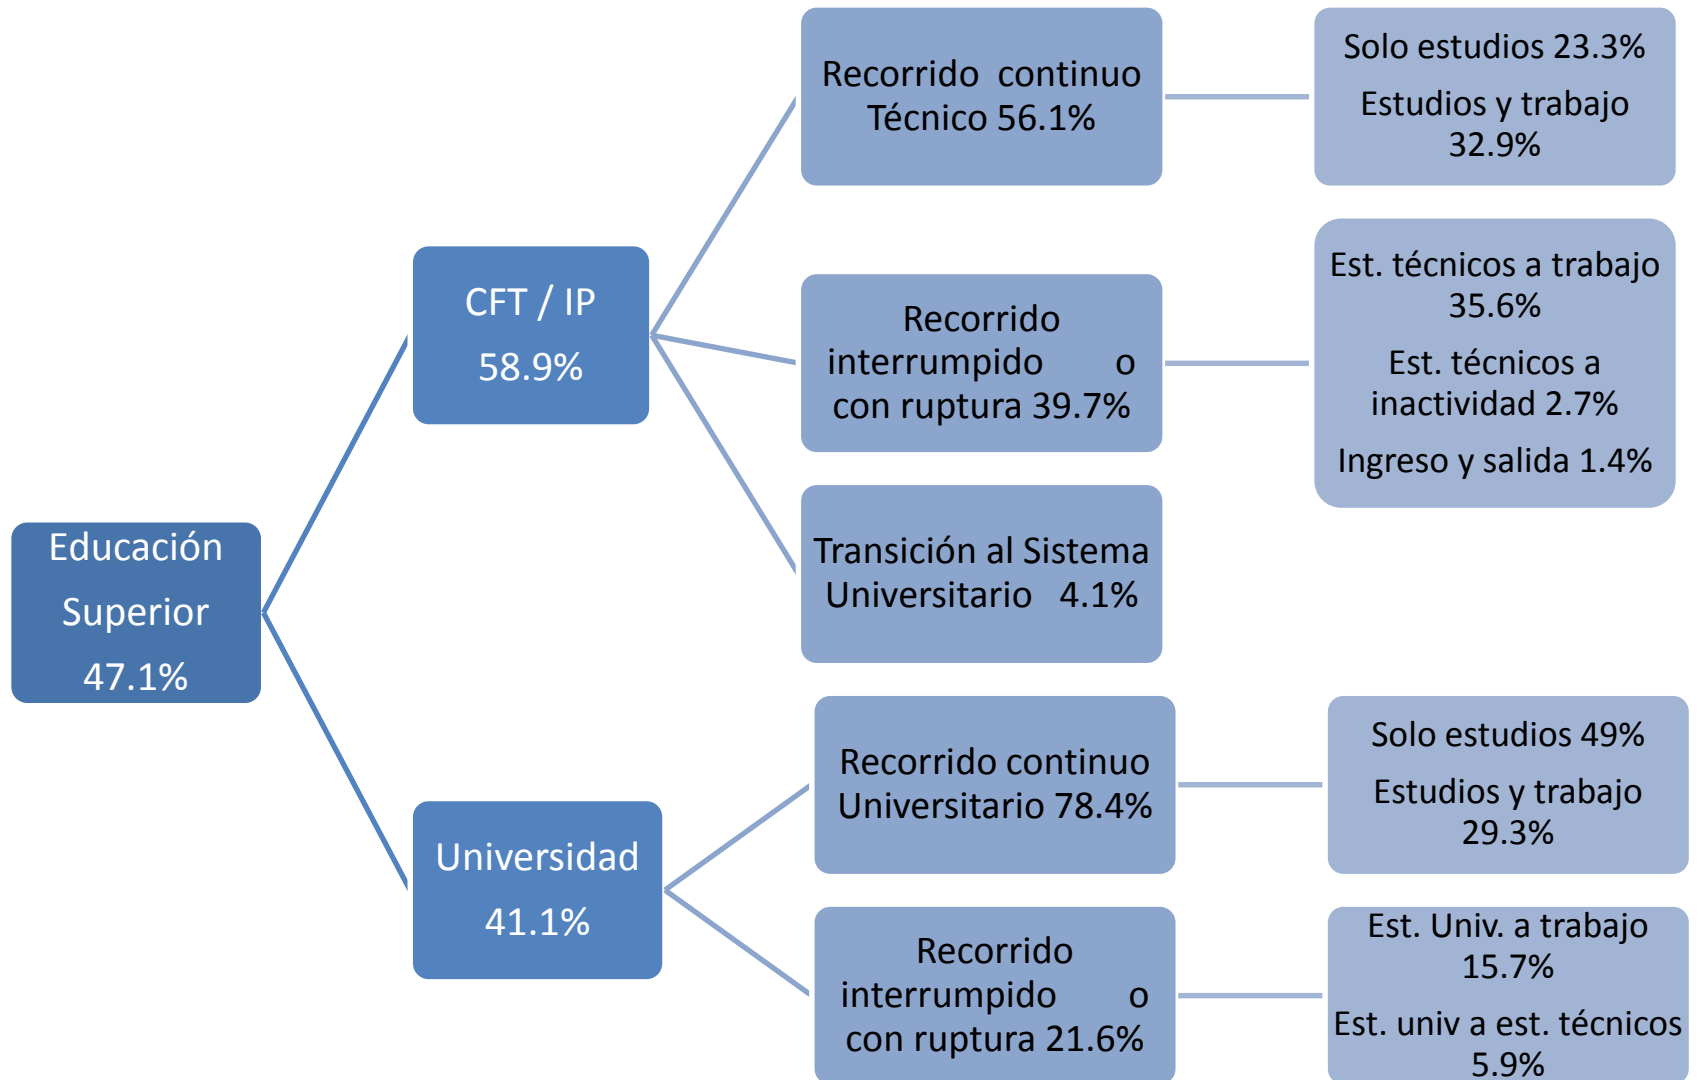 Educación
Superior
47.1%
CFT / IP
58.9%
Universidad
41.1%
Recorrido continuo
Técnico 56.1%
Recorrido
interrumpido o
con ruptura 39.7%
Transición al Sistema
Universitario 4.1%
Recorrido continuo
Universitario 78.4%
Recorrido
interrumpido o
con ruptura 21.6%
Solo estudios 23.3%
Estudios y trabajo
32.9%
Est. técnicos a trabajo
35.6%
Est. técnicos a
inactividad 2.7%
Ingreso y salida 1.4%
Solo estudios 49%
Estudios y trabajo
29.3%
Est. Univ. a trabajo
15.7%
Est. univ a est. técnicos
5.9%